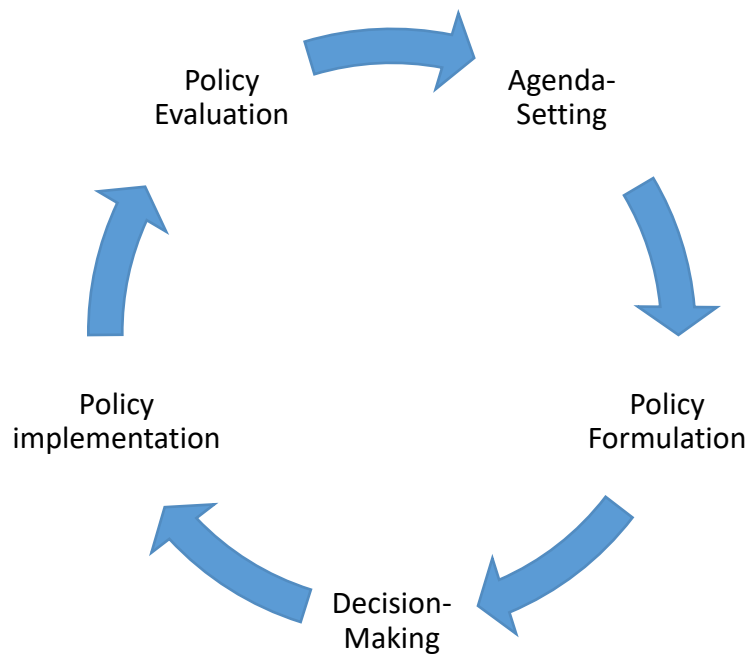 Policy
Evaluation
Agenda-
Setting
Policy
implementation
Policy
Formulation
Decision-
Making